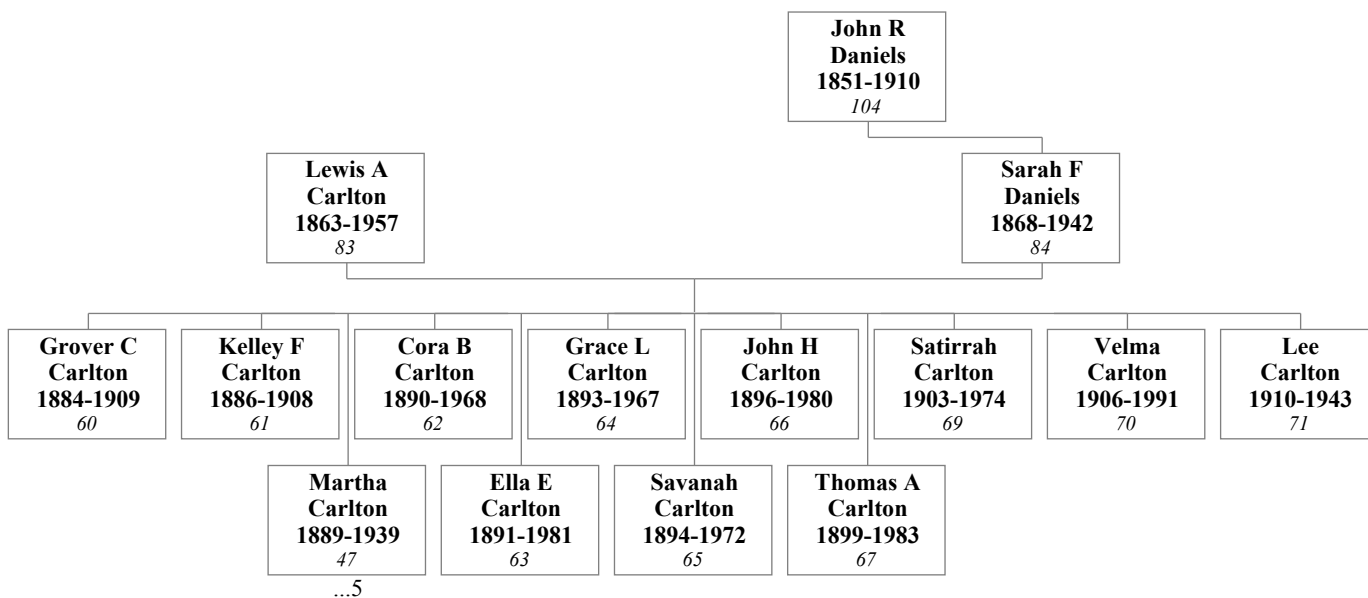 John R
Daniels
1851-1910
104
Lewis A
Carlton
1863-1957
83
Sarah F
Daniels
1868-1942
84
Grover C
Carlton
1884-1909
60
Kelley F
Carlton
1886-1908
61
Cora B
Carlton
1890-1968
62
Grace L
Carlton
1893-1967
64
John H
Carlton
1896-1980
66
Satirrah
Carlton
1903-1974
69
Velma
Carlton
1906-1991
70
Lee
Carlton
1910-1943
71
Martha
Carlton
1889-1939
47
...5
Ella E
Carlton
1891-1981
63
Savanah
Carlton
1894-1972
65
Thomas A
Carlton
1899-1983
67